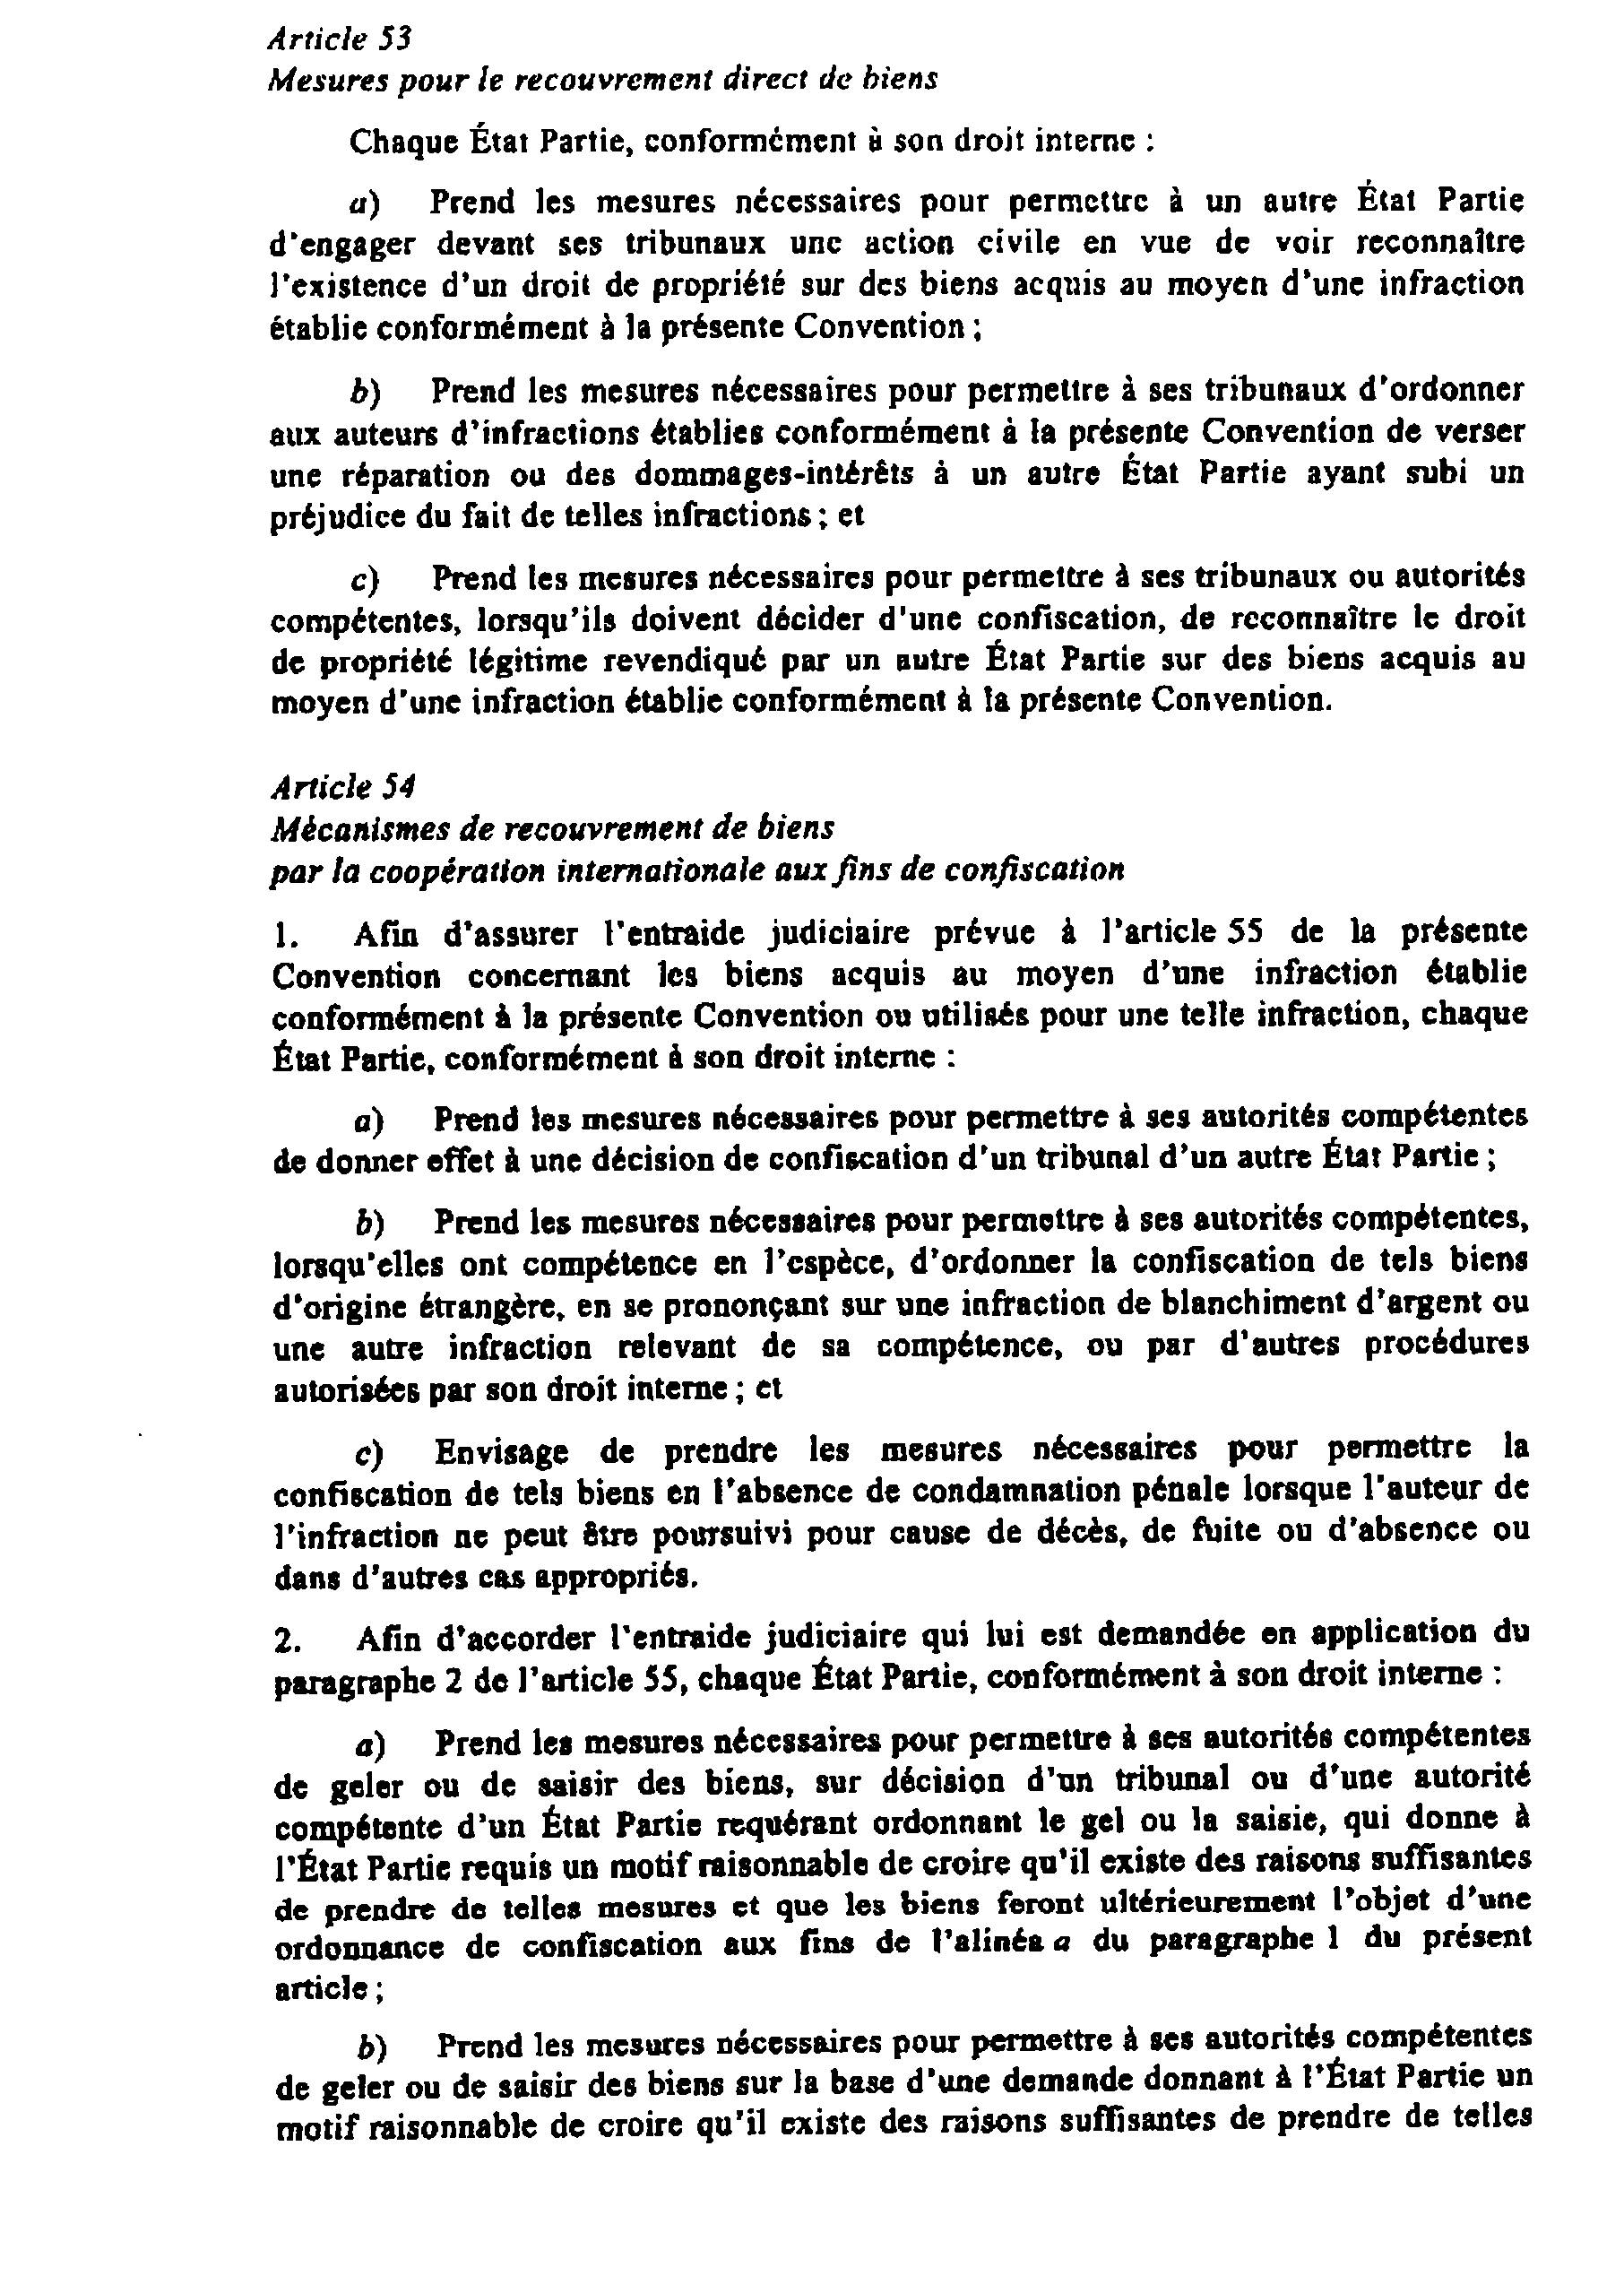 Article 53
Mesures pour le recouvrement direct de biens
Chaque État Partie, conformément à son droit interne :
a) Prend les mesures nécessaires pour permettre à un autre État Partie
d'engager devant ses tribunaux une action civile en vue de voir reconnaître
l'existence d'un droit de propriété sur des biens acquis au moyen d'une infraction
établie conformément à la présente Convention ;
b) Prend les mesures nécessaires pour permettre à ses tribunaux d'ordonner
aux auteurs d'infractions établies conformément à la présente Convention de verser
une réparation ou des dommages-intérêts à un autre État Partie ayant subi un
préjudice du fait de telles infractions ; et
c) Prend les mesures nécessaires pour permettre à ses tribunaux ou autorités
compétentes, lorsqu'ils doivent décider d'une confiscation, de reconnaître le droit
de propriété légitime revendiqué par un autre État Partie sur des biens acquis au
moyen d'une infraction établie conformément à la présente Convention.
Article 54
Mécanismes de recouvrement de biens
par la coopération internationale aux fins de confiscation
1. Afin d'assurer l'entraide judiciaire prévue à l'article 55 de la présente
Convention concernant les biens acquis au moyen d'une infraction établie
conformément à la présente Convention ou utilisés pour une telle infraction, chaque
État Partie, conformément à son droit interne :
a) Prend les mesures nécessaires pour permettre à ses autorités compétentes
de donner effet à une décision de confiscation d'un tribunal d'un autre État Partie ;
b) Prend les mesures nécessaires pour permettre à ses autorités compétentes,
lorsqu'elles ont compétence en l'espèce, d'ordonner la confiscation de tels biens
d'origine étrangère, en se prononçant sur une infraction de blanchiment d'argent ou
une autre infraction relevant de sa compétence, ou par d'autres procédures
autorisées par son droit interne ; et
c) Envisage de prendre les mesures nécessaires pour permettre la
confiscation de tels biens en l'absence de condamnation pénale lorsque l'auteur de
l'infraction ne peut être poursuivi pour cause de décès, de fuite ou d'absence ou
dans d'autres cas appropriés.
2. Afin d'accorder l'entraide judiciaire qui lui est demandée en application du
paragraphe 2 de l'article 55, chaque État Partie, conformément à son droit interne :
a) Prend les mesures nécessaires pour permettre à ses autorités compétentes
de geler ou de saisir des biens, sur décision d'un tribunal ou d'une autorité
compétente d'un État Partie requérant ordonnant le gel ou la saisie, qui donne à
l'État Partie requis un motif raisonnable de croire qu'il existe des raisons suffisantes
de prendre de telles mesures et que les biens feront ultérieurement l'objet d'une
ordonnance de confiscation aux fins de l'alinéa a du paragraphe 1 du présent
article ;
b) Prend les mesures nécessaires pour permettre à ses autorités compétentes
de geler ou de saisir des biens sur la base d'une demande donnant à l'État Partie un
motif raisonnable de croire qu'il existe des raisons suffisantes de prendre de telles